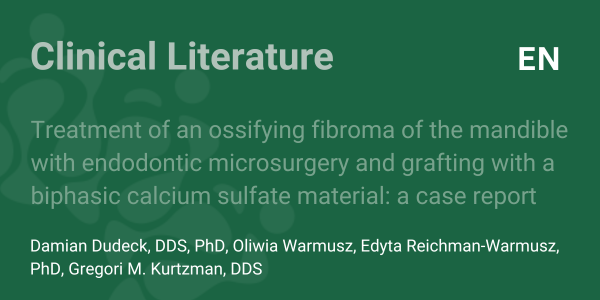 Clinical Literature
EN
Treatment of an ossifying fibroma of the mandible
with endodontic microsurgery and grafting with a
biphasic calcium sulfate material: a case report
Damian Dudeck, DDS, PhD, Oliwia Warmusz, Edyta Reichman-Warmusz,
PhD, Gregori M. Kurtzman, DDS